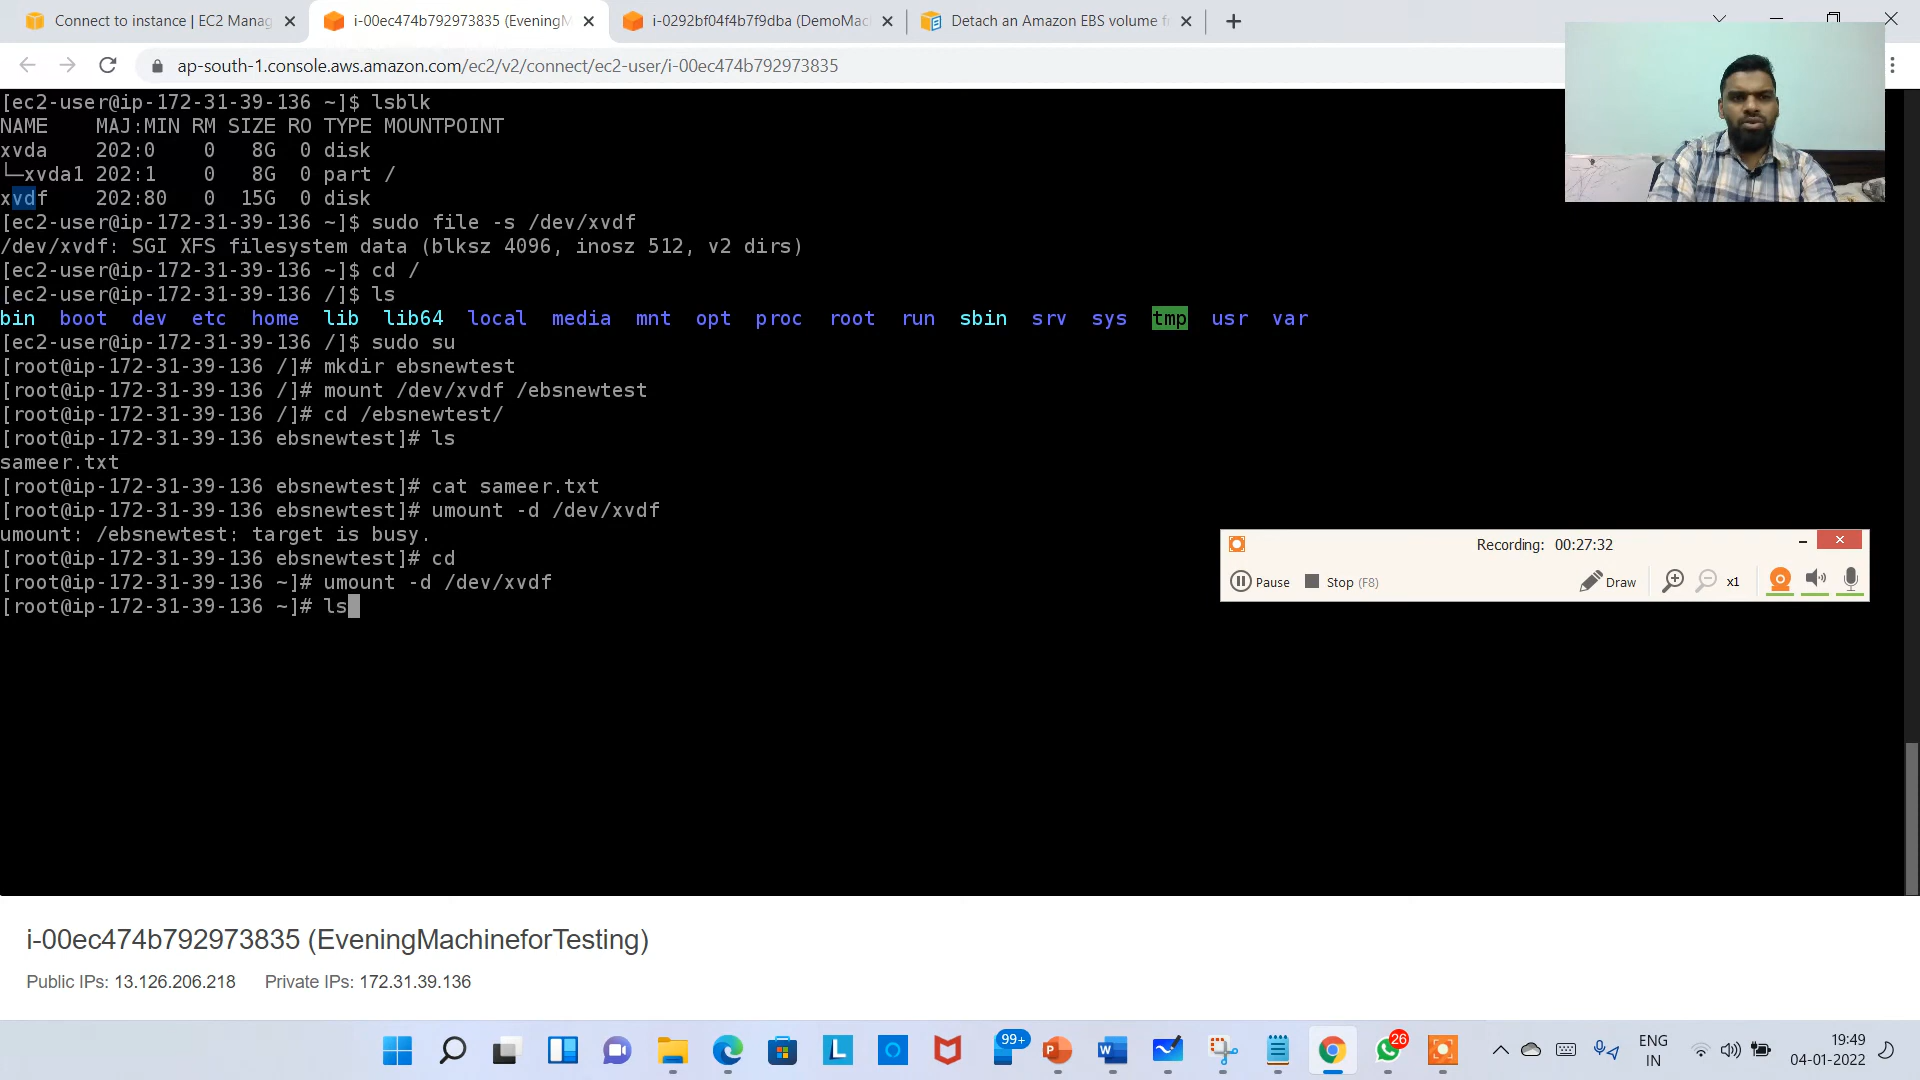 Connect to instance | EC2 Manag
i-00ec474b792973835 (EveningM
i-0292bf04f4b7f9dba (DemoMac
Detach an Amazon EBS volume f
ap-south-1.console.aws.amazon.com/ec2/v2/connect/ec2-user/i-00ec474b792973835
[ec2-user@ip-172-31-39-136 ~]$ lsblk
NAME    MAJ:MIN RM SIZE RO TYPE MOUNTPOINT
xvda    202:0    0   8G  0 disk
└─xvda1 202:1    0   8G  0 part /
xvdf    202:80   0  15G  0 disk
[ec2-user@ip-172-31-39-136 ~]$ sudo file -s /dev/xvdf
/dev/xvdf: SGI XFS filesystem data (blksz 4096, inosz 512, v2 dirs)
[ec2-user@ip-172-31-39-136 ~]$ cd /
[ec2-user@ip-172-31-39-136 /]$ ls
bin  boot  dev  etc  home  lib  lib64  local  media  mnt  opt  proc  root  run  sbin  srv  sys  tmp  usr  var
[ec2-user@ip-172-31-39-136 /]$ sudo su
[root@ip-172-31-39-136 /]# mkdir ebsnewtest
[root@ip-172-31-39-136 /]# mount /dev/xvdf /ebsnewtest
[root@ip-172-31-39-136 /]# cd /ebsnewtest/
[root@ip-172-31-39-136 ebsnewtest]# ls
sameer.txt
[root@ip-172-31-39-136 ebsnewtest]# cat sameer.txt
[root@ip-172-31-39-136 ebsnewtest]# umount -d /dev/xvdf
umount: /ebsnewtest: target is busy.
[root@ip-172-31-39-136 ebsnewtest]# cd
[root@ip-172-31-39-136 ~]# umount -d /dev/xvdf
[root@ip-172-31-39-136 ~]# ls
Recording: 00:27:32
Pause Stop (F8) Draw x1
i-00ec474b792973835 (EveningMachineforTesting)
Public IPs: 13.126.206.218 Private IPs: 172.31.39.136
99+
26
L
P
W
ENG
IN
19:49
04-01-2022